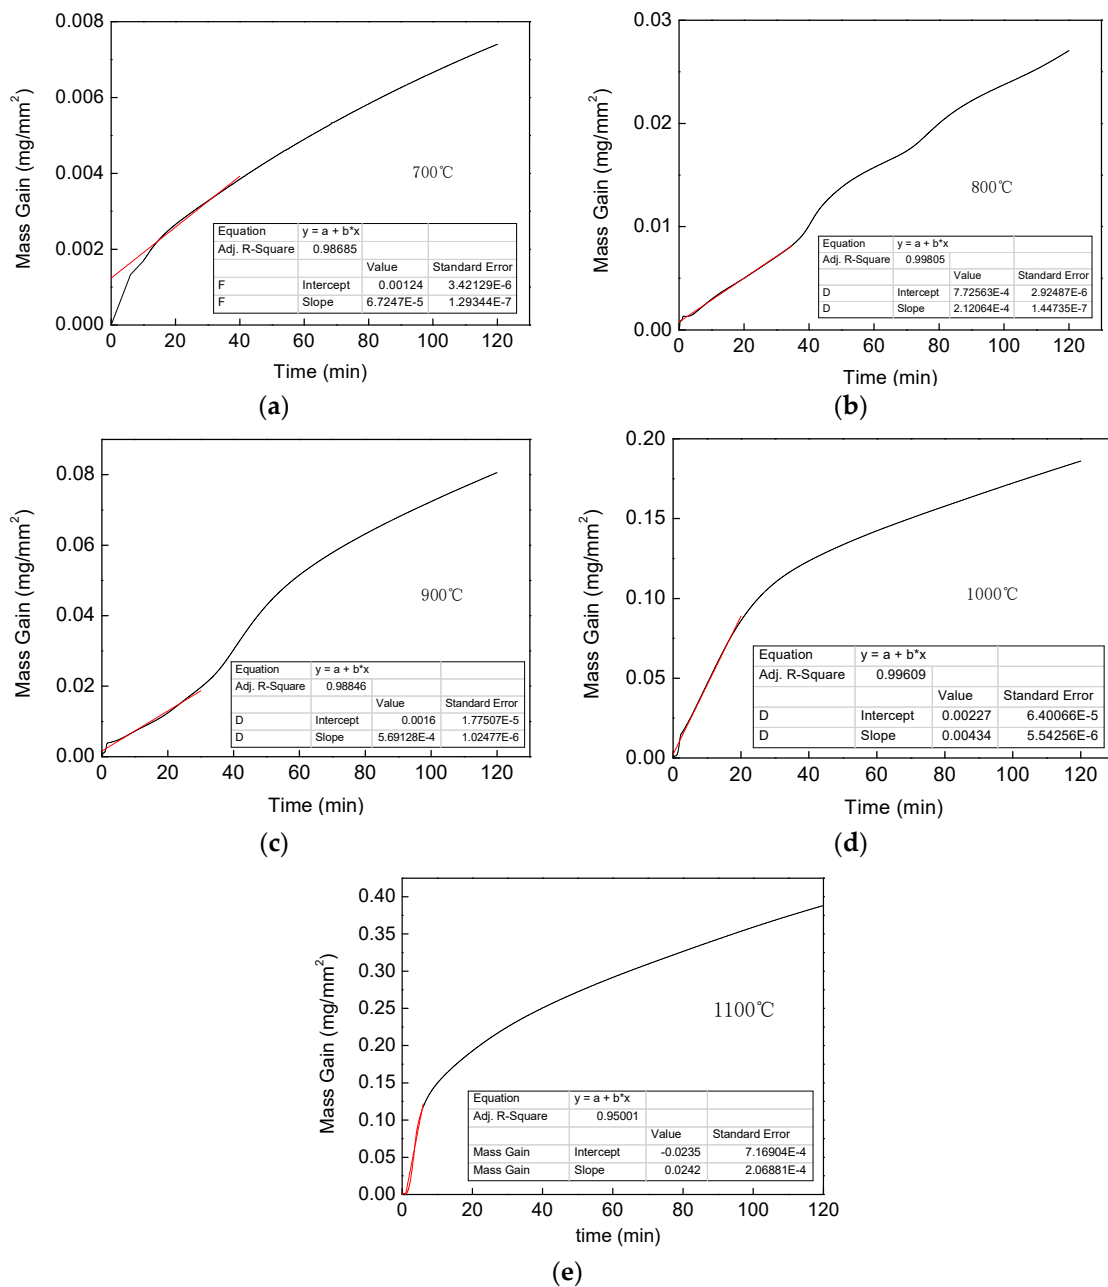 0.008
0.006
0.004
0.002
0.000
Mass Gain (mg/mm²)
700℃
Equation y = a + b*x
Adj. R-Square 0.98685
Value Standard Error
F Intercept 0.00124 3.42129E-6
F Slope 6.7247E-5 1.29344E-7
0 20 40 60 80 100 120
Time (min)
(a)
0.03
0.02
0.01
0.00
Mass Gain (mg/mm²)
800℃
Equation y = a + b*x
Adj. R-Square 0.99805
Value Standard Error
D Intercept 7.72563E-4 2.92487E-6
D Slope 2.12064E-4 1.44735E-7
0 20 40 60 80 100 120
Time (min)
(b)
0.08
0.06
0.04
0.02
0.00
Mass Gain (mg/mm²)
900℃
Equation y = a + b*x
Adj. R-Square 0.98846
Value Standard Error
D Intercept 0.0016 1.77507E-5
D Slope 5.69128E-4 1.02477E-6
0 20 40 60 80 100 120
Time (min)
(c)
0.20
0.15
0.10
0.05
0.00
Mass Gain (mg/mm²)
1000℃
Equation y = a + b*x
Adj. R-Square 0.99609
Value Standard Error
D Intercept 0.00227 6.40066E-5
D Slope 0.00434 5.54256E-6
0 20 40 60 80 100 120
Time (min)
(d)
0.40
0.35
0.30
0.25
0.20
0.15
0.10
0.05
0.00
Mass Gain (mg/mm²)
1100℃
Equation y = a + b*x
Adj. R-Square 0.95001
Value Standard Error
Mass Gain Intercept -0.0235 7.16904E-4
Mass Gain Slope 0.0242 2.06881E-4
0 20 40 60 80 100 120
time (min)
(e)